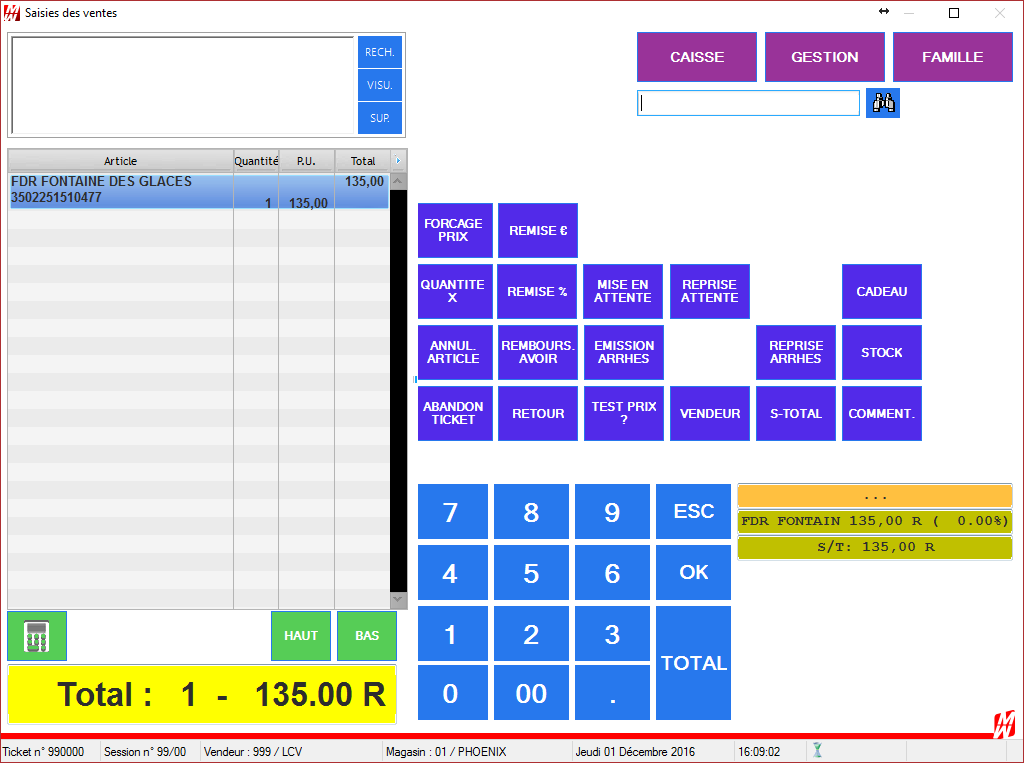 Saisies des ventes
RECH.
VISU.
SUP.
CAISSE GESTION FAMILLE
Article Quantité P.U. Total
FDR FONTAINE DES GLACES 135,00
3502251510477 1 135,00
FORCAGE PRIX
REMISE €
QUANTITE X
REMISE %
MISE EN ATTENTE
REPRISE ATTENTE
CADEAU
ANNUL. ARTICLE
REMBOURS. AVOIR
EMISSION ARRHES
REPRISE ARRHES
STOCK
ABANDON TICKET
RETOUR
TEST PRIX ?
VENDEUR
S-TOTAL
COMMENT.
7 8 9 ESC
4 5 6 OK
1 2 3 TOTAL
0 00 .
...
FDR FONTAIN 135,00 R ( 0.00%)
S/T: 135,00 R
HAUT BAS
Total : 1 - 135.00 R
Ticket n° 990000 Session n° 99/00 Vendeur : 999 / LCV Magasin : 01 / PHOENIX Jeudi 01 Décembre 2016 16:09:02